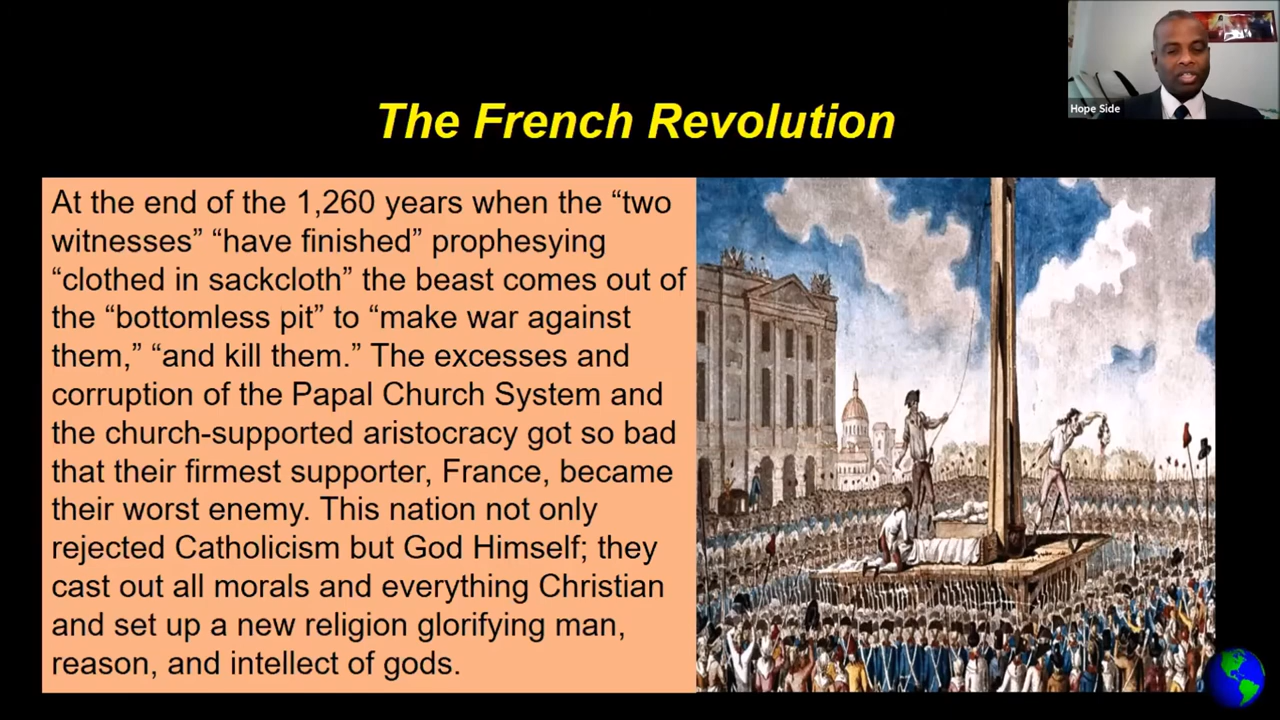 Hope Side
The French Revolution
At the end of the 1,260 years when the “two
witnesses” “have finished” prophesying
“clothed in sackcloth” the beast comes out of
the “bottomless pit” to “make war against
them,” “and kill them.” The excesses and
corruption of the Papal Church System and
the church-supported aristocracy got so bad
that their firmest supporter, France, became
their worst enemy. This nation not only
rejected Catholicism but God Himself; they
cast out all morals and everything Christian
and set up a new religion glorifying man,
reason, and intellect of gods.